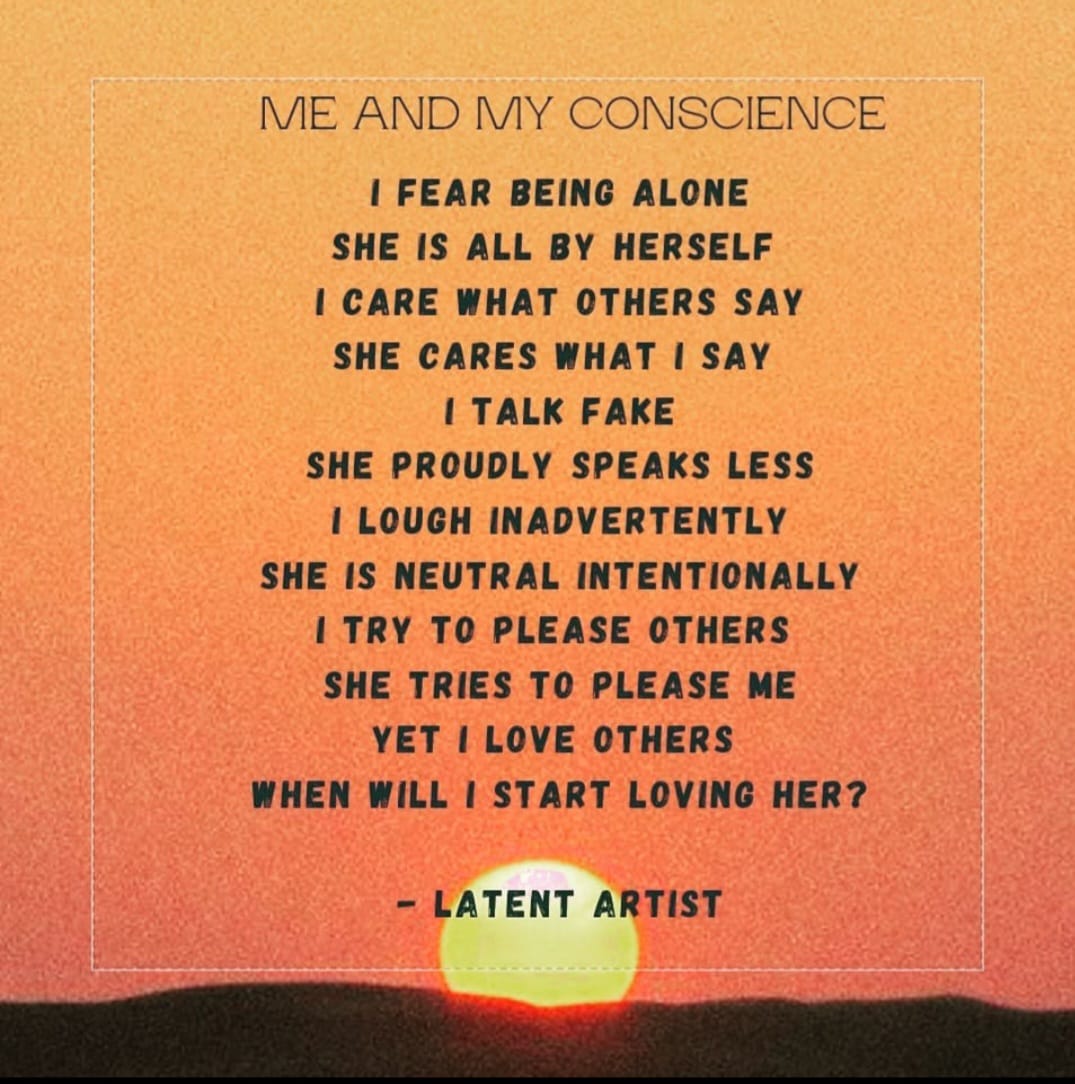 ME AND MY CONSCIENCE
I FEAR BEING ALONE
SHE IS ALL BY HERSELF
I CARE WHAT OTHERS SAY
SHE CARES WHAT I SAY
I TALK FAKE
SHE PROUDLY SPEAKS LESS
I LOUGH INADVERTENTLY
SHE IS NEUTRAL INTENTIONALLY
I TRY TO PLEASE OTHERS
SHE TRIES TO PLEASE ME
YET I LOVE OTHERS
WHEN WILL I START LOVING HER?
- LATENT ARTIST